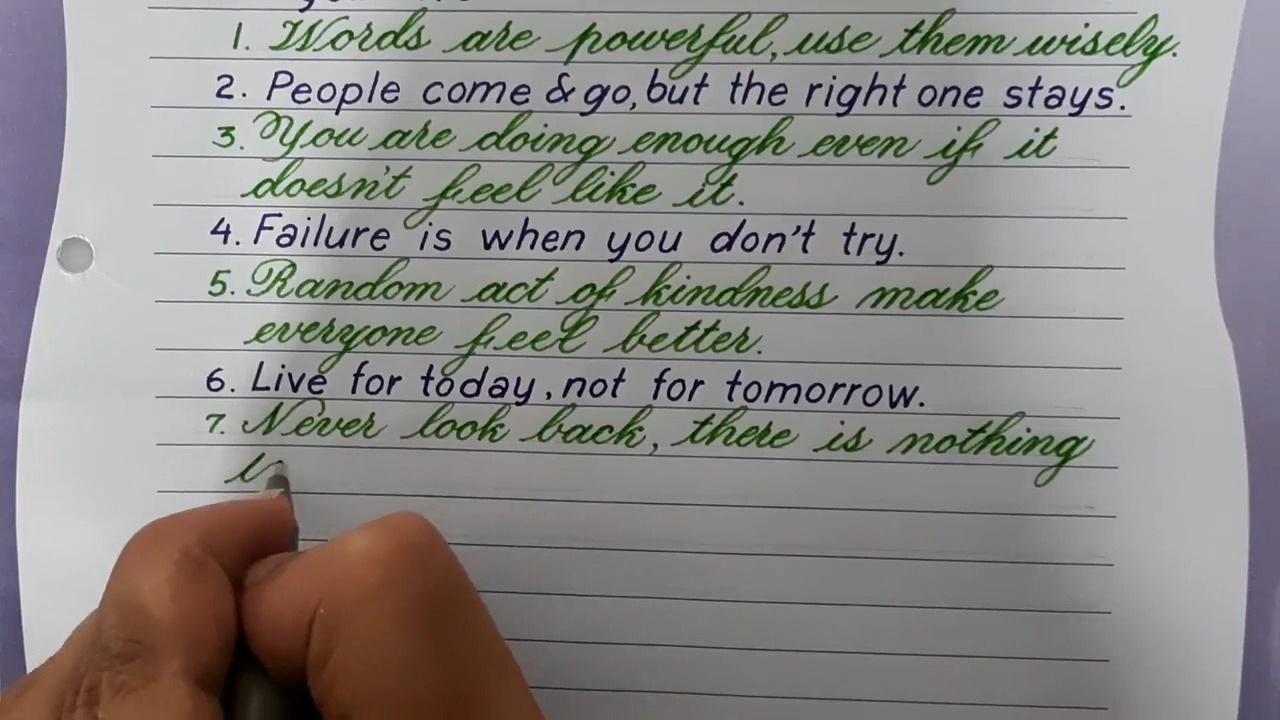 1. Words are powerful, use them wisely.
2. People come & go, but the right one stays.
3. You are doing enough even if it
doesn't feel like it.
4. Failure is when you don't try.
5. Random act of kindness make
everyone feel better.
6. Live for today, not for tomorrow.
7. Never look back, there is nothing